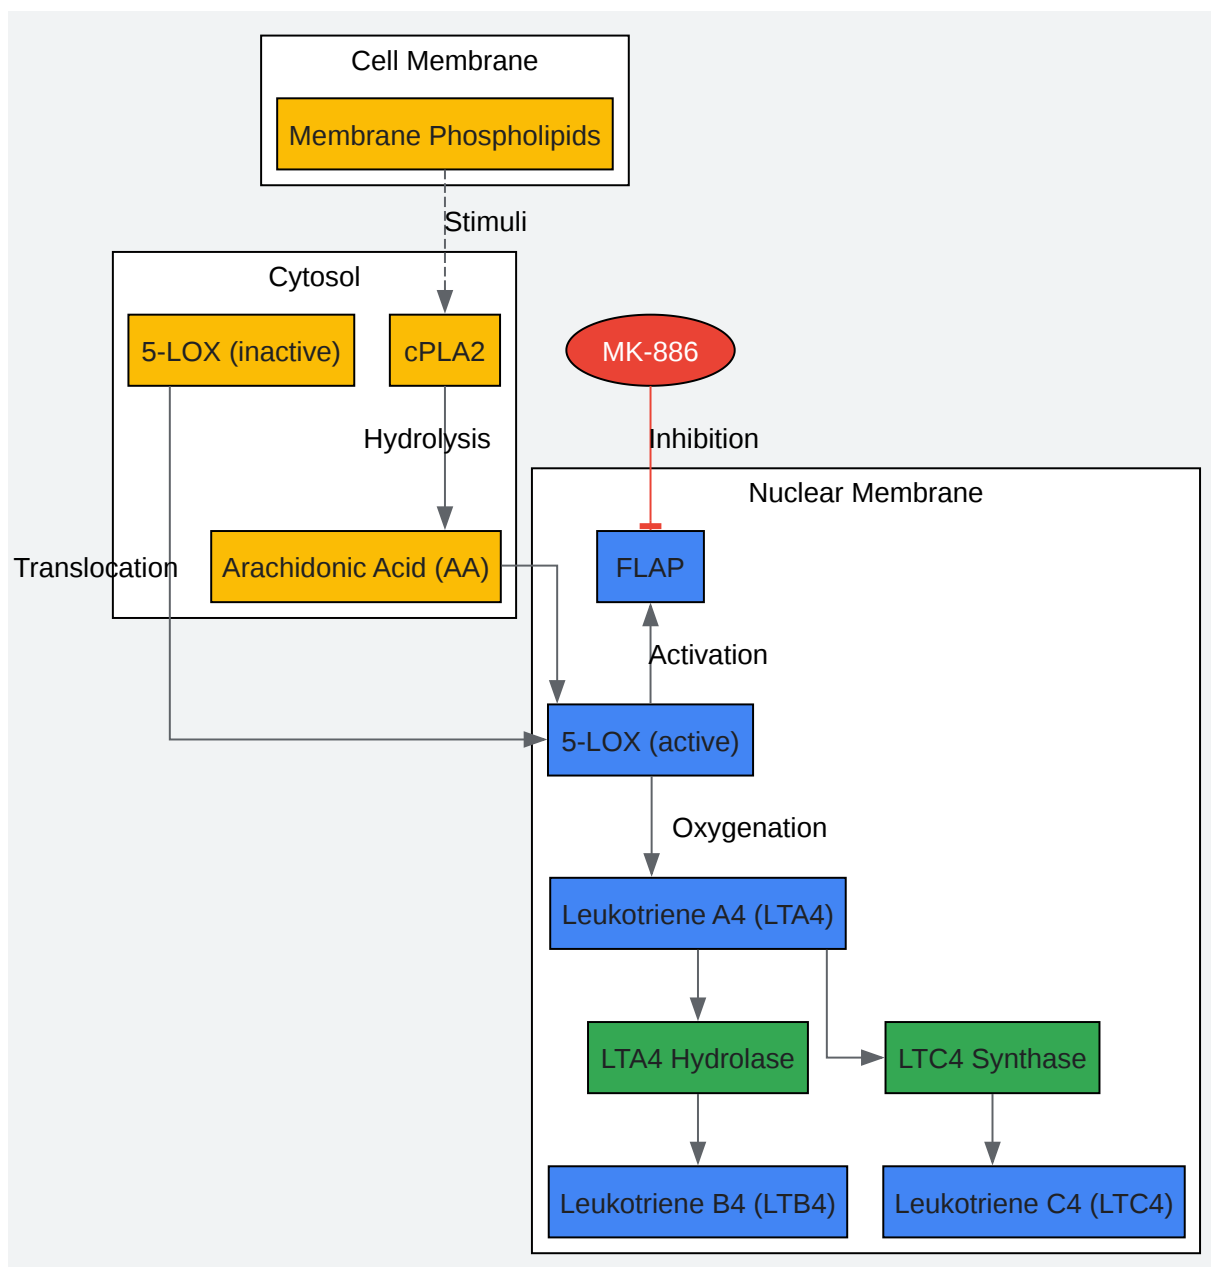 Cell Membrane
Membrane Phospholipids
Stimuli
Cytosol
5-LOX (inactive)
cPLA2
MK-886
Hydrolysis
Inhibition
Nuclear Membrane
Translocation
Arachidonic Acid (AA)
FLAP
Activation
5-LOX (active)
Oxygenation
Leukotriene A4 (LTA4)
LTA4 Hydrolase
LTC4 Synthase
Leukotriene B4 (LTB4)
Leukotriene C4 (LTC4)